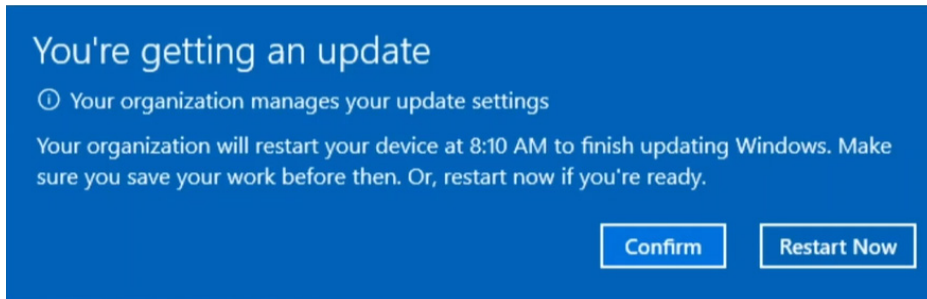 You're getting an update
Your organization manages your update settings
Your organization will restart your device at 8:10 AM to finish updating Windows. Make
sure you save your work before then. Or, restart now if you're ready.
Confirm
Restart Now